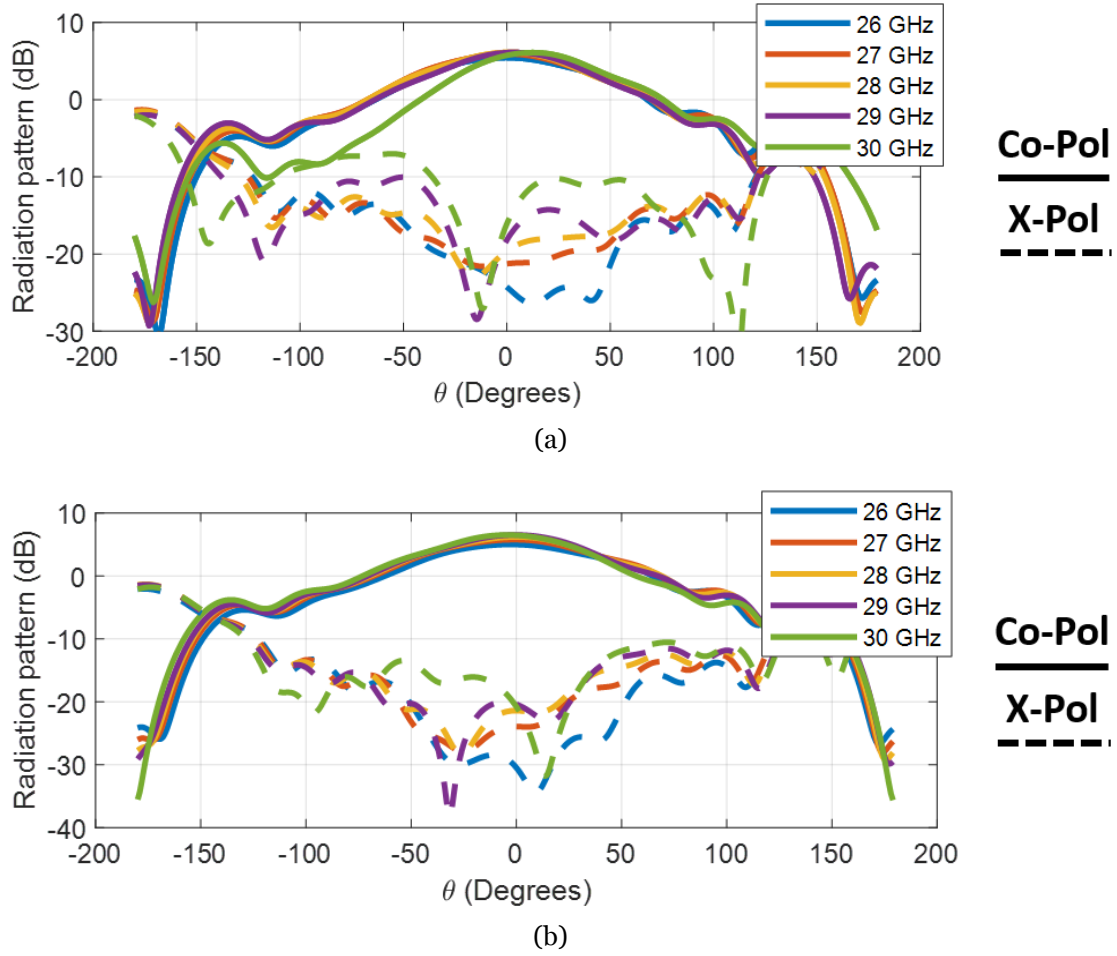 10
0
-10
-20
-30
Radiation pattern (dB)
-200
-150
-100
-50
0
50
100
150
200
θ (Degrees)
26 GHz
27 GHz
28 GHz
29 GHz
30 GHz
Co-Pol
X-Pol
(a)
10
0
-10
-20
-30
-40
Radiation pattern (dB)
-200
-150
-100
-50
0
50
100
150
200
θ (Degrees)
26 GHz
27 GHz
28 GHz
29 GHz
30 GHz
Co-Pol
X-Pol
(b)